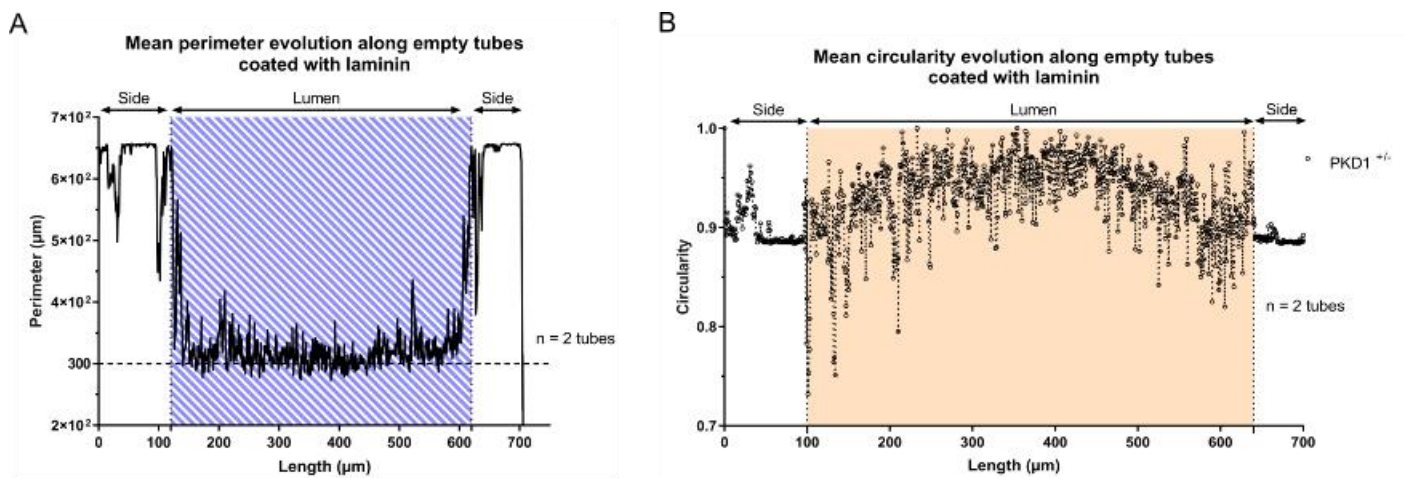 A
Mean perimeter evolution along empty tubes
coated with laminin
Side
Lumen
Side
7×10²
6×10²
5×10²
4×10²
300
2×10²
Perimeter (µm)
n = 2 tubes
0 100 200 300 400 500 600 700
Length (µm)
B
Mean circularity evolution along empty tubes
coated with laminin
Side
Lumen
Side
1.0
0.9
0.8
0.7
Circularity
PKD1 +/-
n = 2 tubes
0 100 200 300 400 500 600 700
Length (µm)